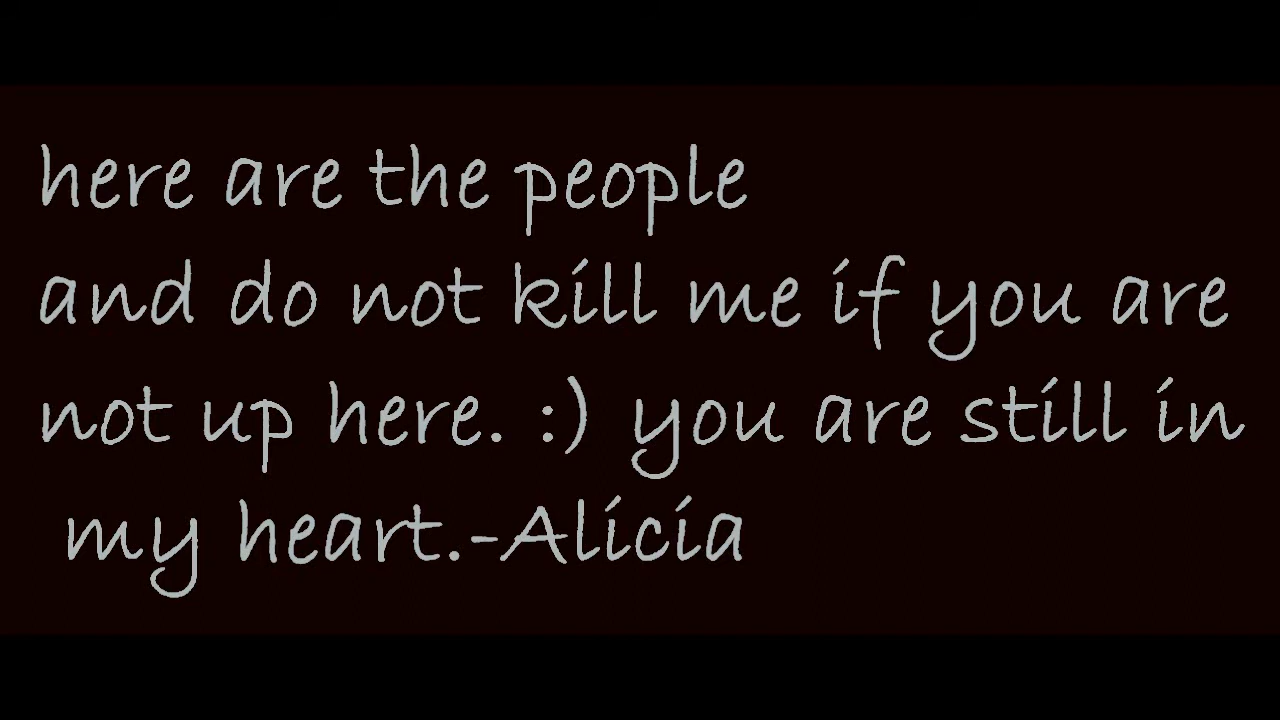 here are the people
and do not kill me if you are
not up here. :) you are still in
my heart.-Alicia